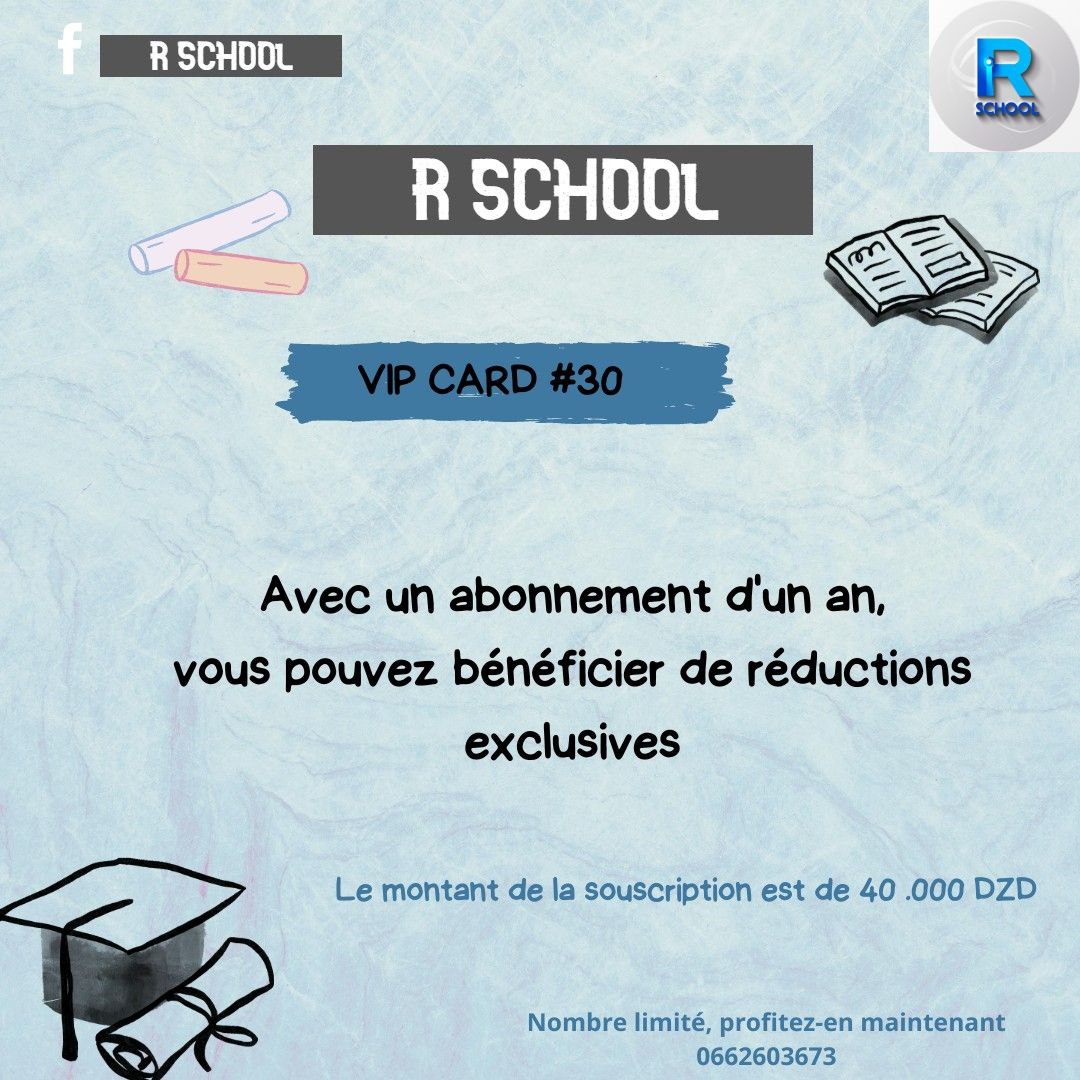 f R SCHOOL
R
SCHOOL
R SCHOOL
VIP CARD #30
Avec un abonnement d'un an,
vous pouvez bénéficier de réductions
exclusives
Le montant de la souscription est de 40 .000 DZD
Nombre limité, profitez-en maintenant
0662603673